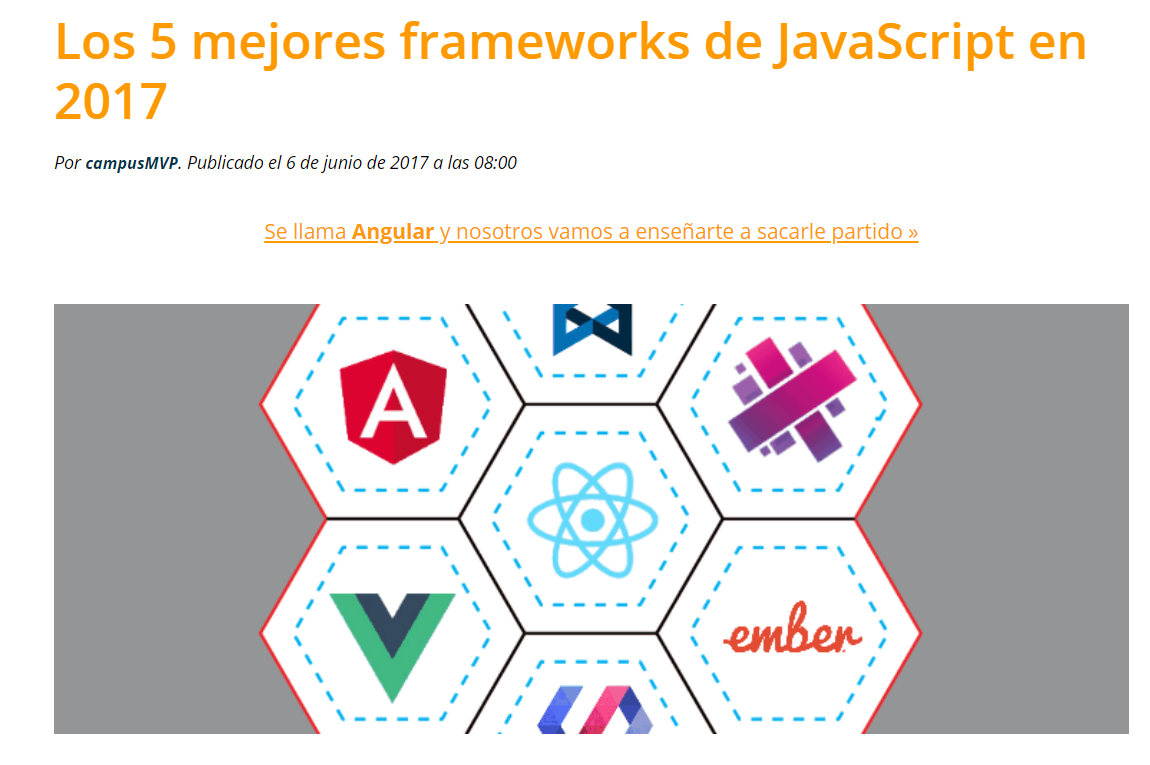 Los 5 mejores frameworks de JavaScript en
2017
Por campusMVP. Publicado el 6 de junio de 2017 a las 08:00
Se llama Angular y nosotros vamos a enseñarte a sacarle partido »
A
ember